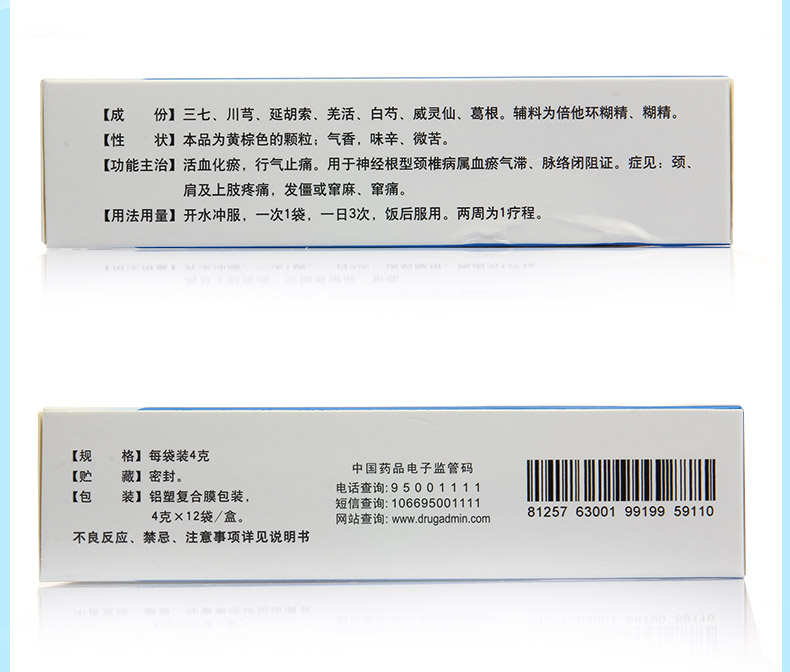 【成 份】三七、川芎、延胡索、羌活、白芍、威灵仙、葛根。辅料为倍他环糊精、糊精。
【性 状】本品为黄棕色的颗粒；气香，味辛、微苦。
【功能主治】活血化瘀，行气止痛。用于神经根型颈椎病属血瘀气滞、脉络闭阻证。症见：颈、
肩及上肢疼痛，发僵或窜麻、窜痛。
【用法用量】开水冲服，一次1袋，一日3次，饭后服用。两周为1疗程。
【规 格】每袋装4克
【贮 藏】密封。
【包 装】铝塑复合膜包装，
4克×12袋/盒。
不良反应、禁忌、注意事项详见说明书
中国药品电子监管码
电话查询: 95001111
短信查询: 106695001111
网站查询: www.drugadmin.com
81257 63001 99199 59110